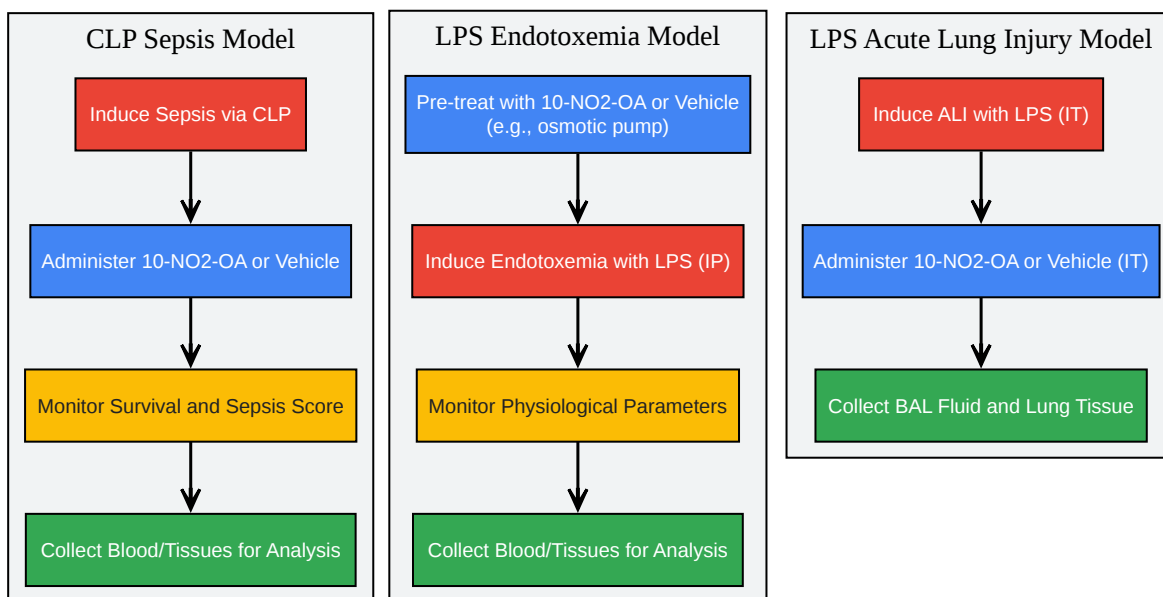 CLP Sepsis Model
Induce Sepsis via CLP
Administer 10-NO2-OA or Vehicle
Monitor Survival and Sepsis Score
Collect Blood/Tissues for Analysis
LPS Endotoxemia Model
Pre-treat with 10-NO2-OA or Vehicle
(e.g., osmotic pump)
Induce Endotoxemia with LPS (IP)
Monitor Physiological Parameters
Collect Blood/Tissues for Analysis
LPS Acute Lung Injury Model
Induce ALI with LPS (IT)
Administer 10-NO2-OA or Vehicle (IT)
Collect BAL Fluid and Lung Tissue